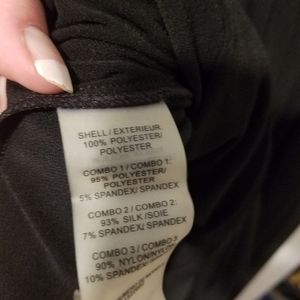 SHELL / EXTERIEUR:
100% POLYESTER/
POLYESTER
COMBO 1 / COMBO 1:
95% POLYESTER/
POLYESTER
5% SPANDEX/ SPANDEX
COMBO 2 / COMBO 2:
93% SILK /SOIE
7% SPANDEX/ SPANDEX
COMBO 3 / COMBO 3
90% NYLON/NYLON
10% SPANDEX/ SPANDEX